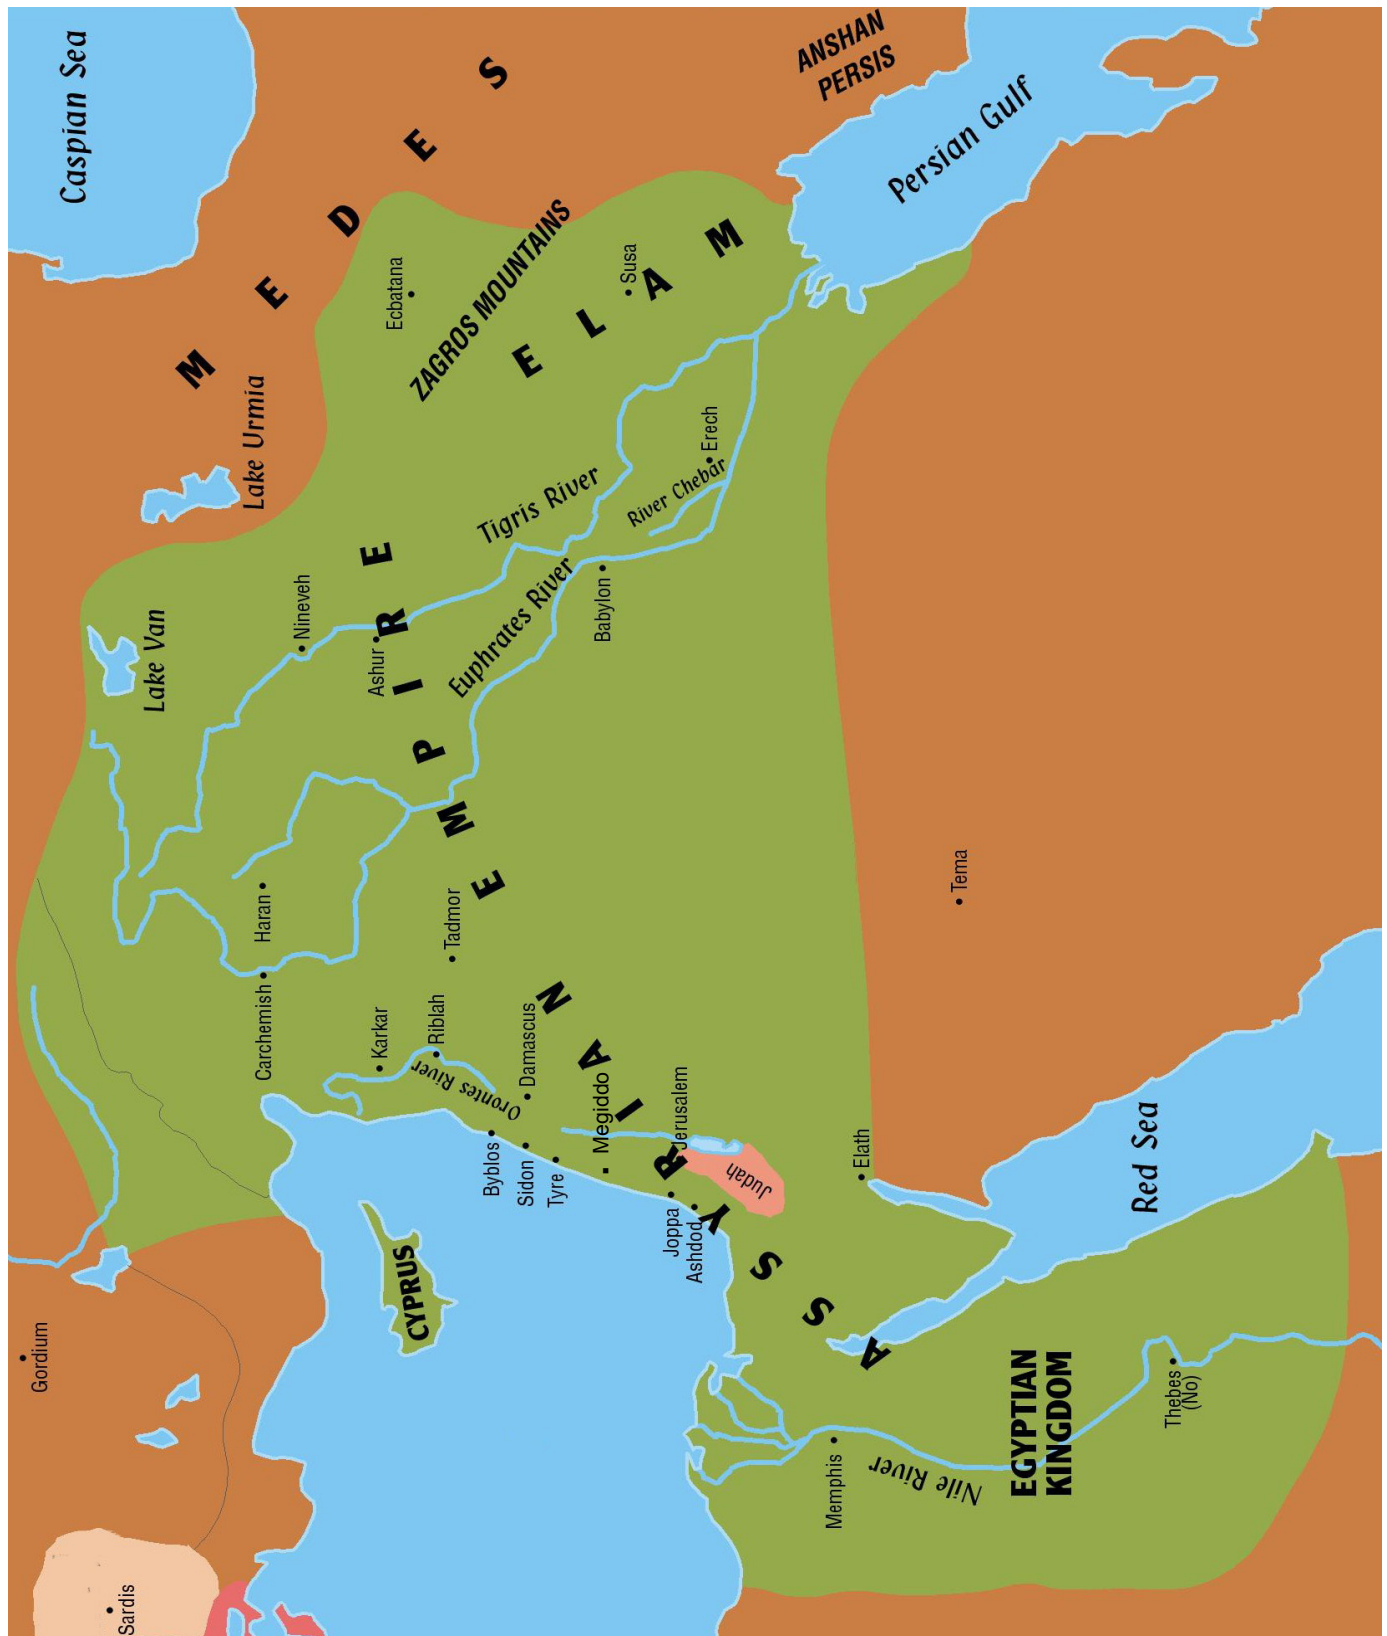 Caspian Sea
MEDES
ANSHAN
PERSIS
Persian Gulf
Lake Urmia
Ecbatana
ZAGROS MOUNTAINS
Susa
ELAM
Lake Van
Nineveh
Ashur
Tigris River
Euphrates River
River Chebar
Erech
Babylon
ASSYRIAN EMPIRE
Haran
Carchemish
Tadmor
Karkar
Riblah
Orontes River
Damascus
Byblos
Sidon
Tyre
Megiddo
Jerusalem
Judah
Joppa
Ashdod
Elath
Tema
Red Sea
CYPRUS
Gordium
Sardis
Memphis
Nile River
EGYPTIAN
KINGDOM
Thebes
(No)